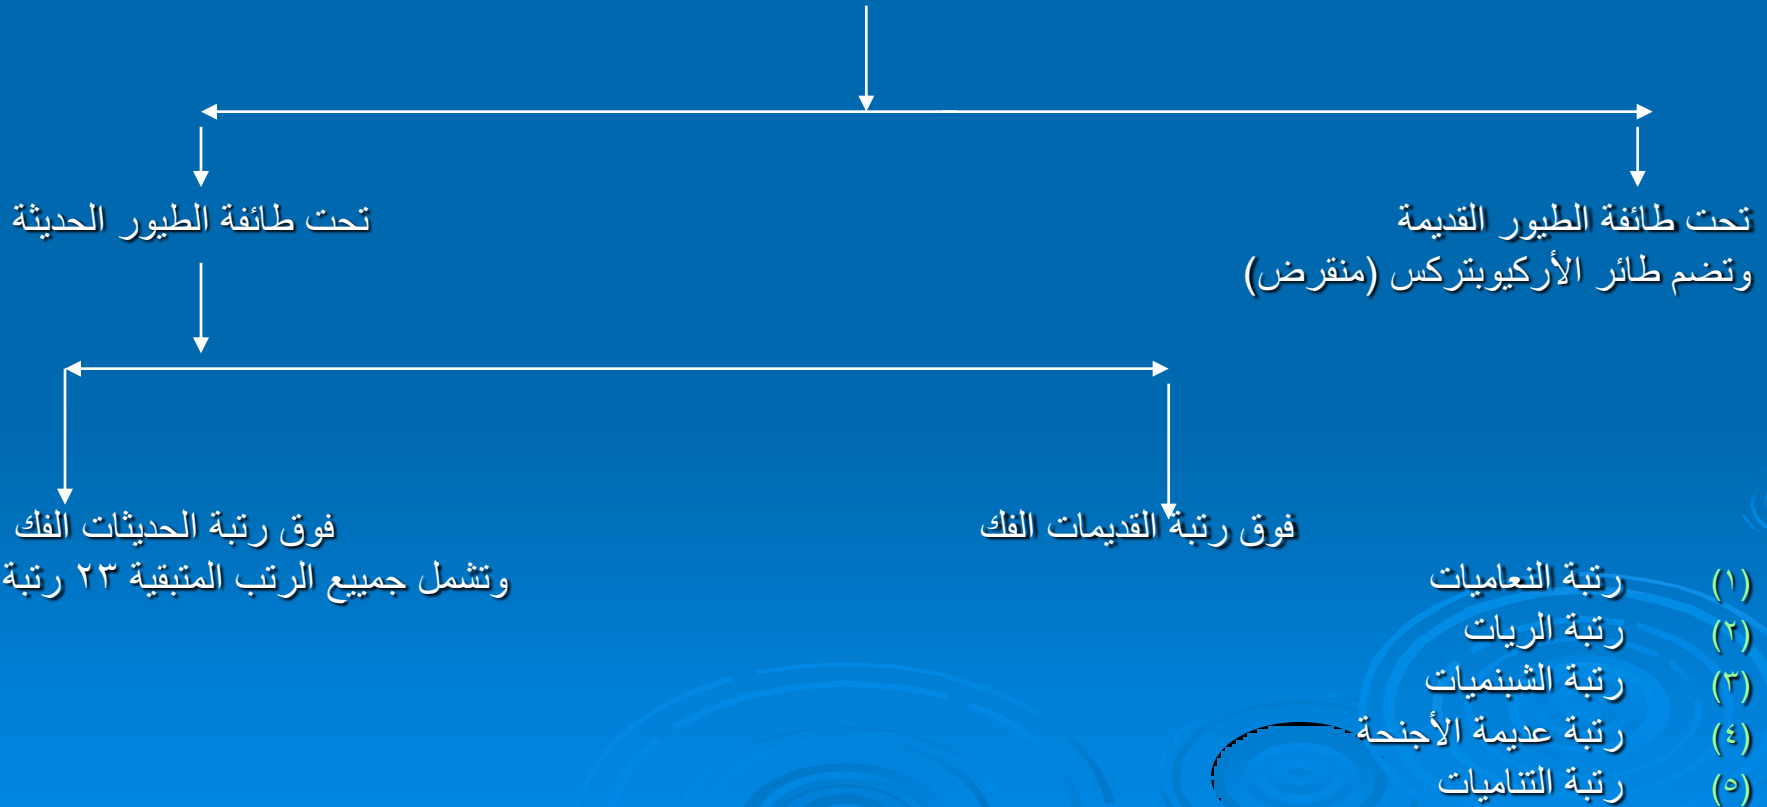 تحت طائفة الطيور القديمة
وتضم طائر الأركيوبتركس (منقرض)
تحت طائفة الطيور الحديثة
فوق رتبة القديمات الفك
(١) رتبة النعاميات
(٢) رتبة الريات
(٣) رتبة الشبنميات
(٤) رتبة عديمة الأجنحة
(٥) رتبة التناميات
فوق رتبة الحديثات الفك
وتشمل جمييع الرتب المتبقية ٢٣ رتبة